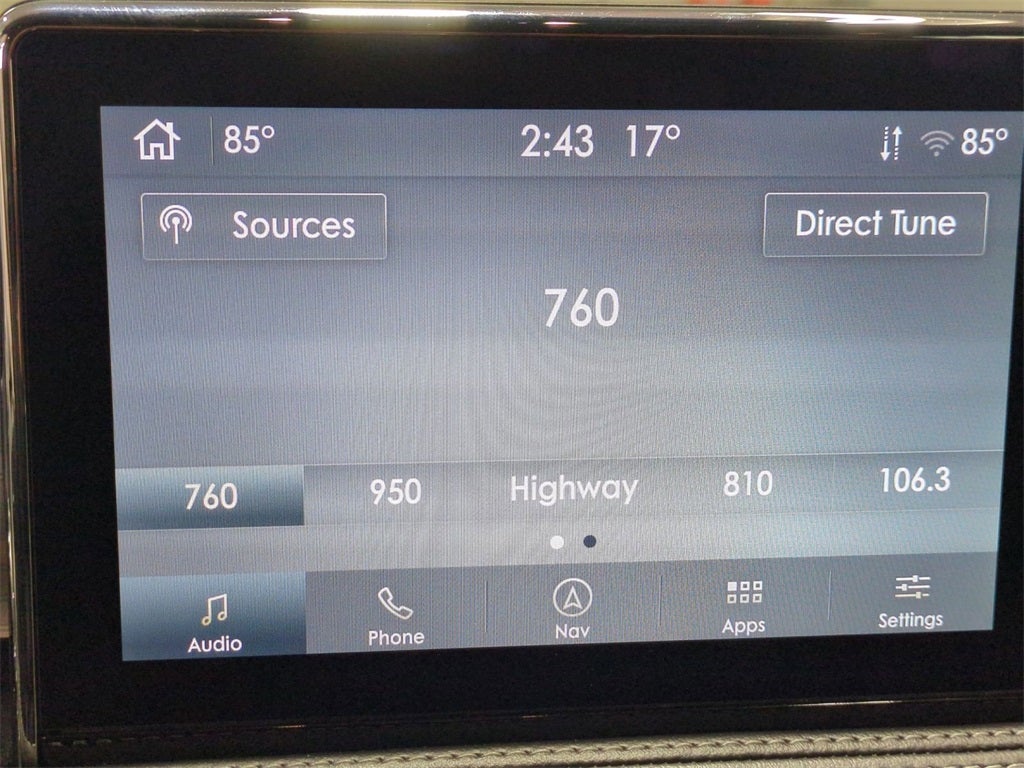 85° 2:43 17° 85°
Sources Direct Tune
760
760 950 Highway 810 106.3
Audio Phone Nav Apps Settings